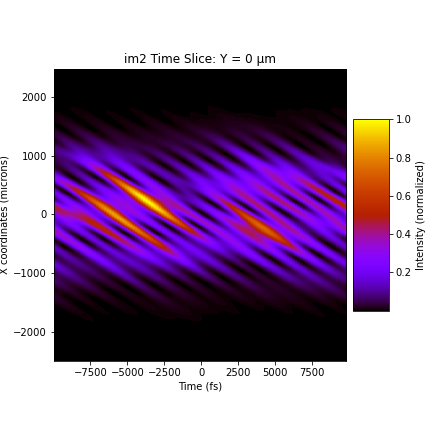 im2 Time Slice: Y = 0 μm
2000
1000
0
−1000
−2000
X coordinates (microns)
−7500 −5000 −2500 0 2500 5000 7500
Time (fs)
1.0
0.8
0.6
0.4
0.2
Intensity (normalized)